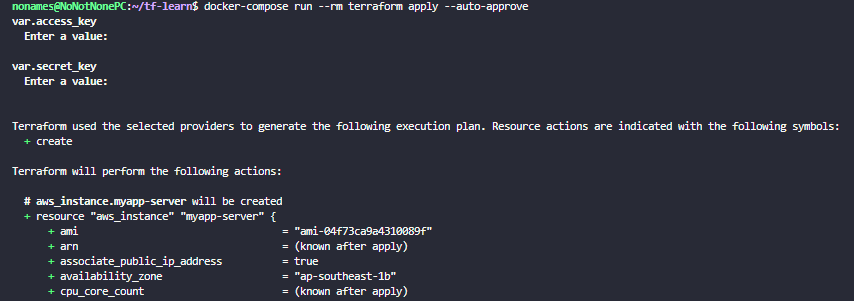 nonames@NoNotNonePC:~/tf-learn$ docker-compose run --rm terraform apply --auto-approve
var.access_key
  Enter a value:
var.secret_key
  Enter a value:
Terraform used the selected providers to generate the following execution plan. Resource actions are indicated with the following symbols:
  + create
Terraform will perform the following actions:
  # aws_instance.myapp-server will be created
  + resource "aws_instance" "myapp-server" {
      + ami                                  = "ami-04f73ca9a4310089f"
      + arn                                  = (known after apply)
      + associate_public_ip_address          = true
      + availability_zone                    = "ap-southeast-1b"
      + cpu_core_count                       = (known after apply)